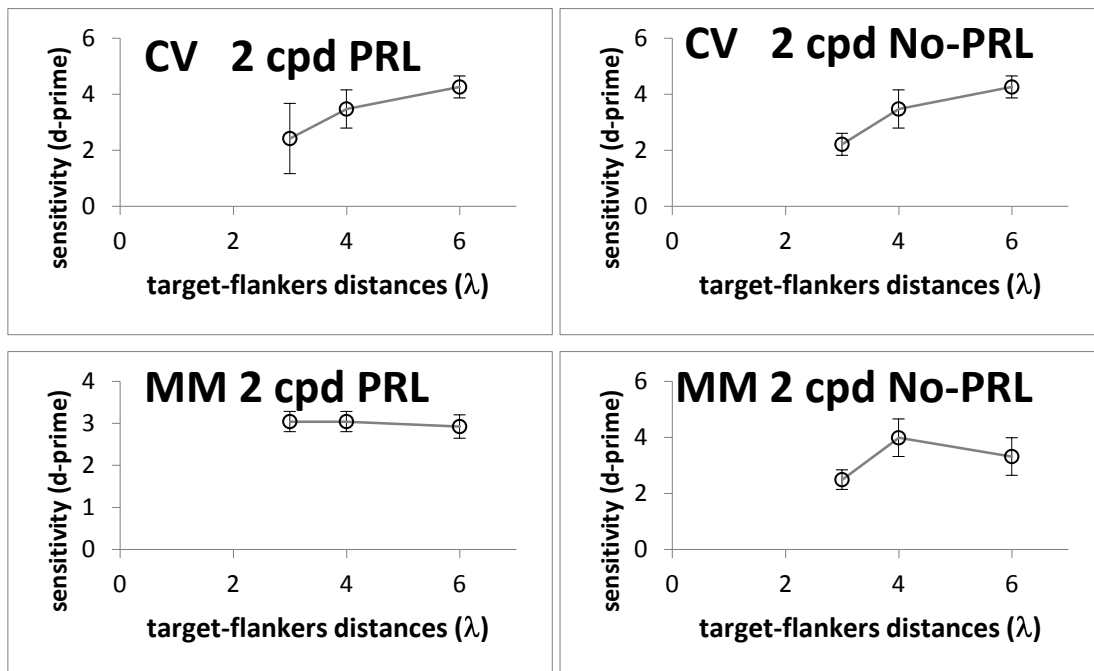 CV 2 cpd PRL
sensitivity (d-prime)
6
4
2
0
0 2 4 6
target-flankers distances (λ)
CV 2 cpd No-PRL
sensitivity (d-prime)
6
4
2
0
0 2 4 6
target-flankers distances (λ)
MM 2 cpd PRL
sensitivity (d-prime)
4
3
2
1
0
0 2 4 6
target-flankers distances (λ)
MM 2 cpd No-PRL
sensitivity (d-prime)
6
4
2
0
0 2 4 6
target-flankers distances (λ)